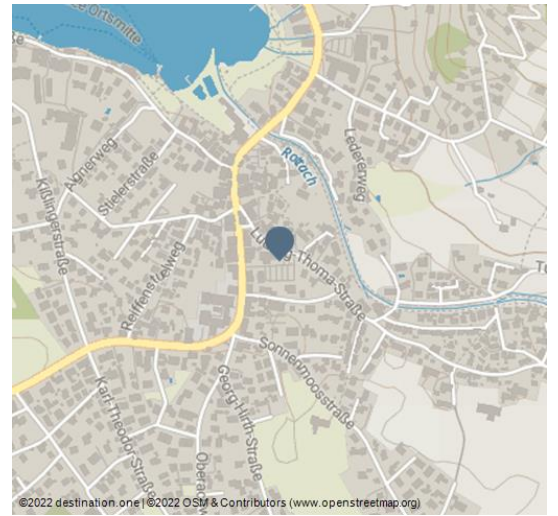 Ortsmitte
Agnerweg
Stielerstraße
Kißlingerstraße
Reiffenstuelweg
Rottach
Ledererweg
Ludwig-Thoma-Straße
Sonnenmoosstraße
Georg-Hirth-Straße
Karl-Theodor-Straße
©2022 destination.one | ©2022 OSM & Contributors (www.openstreetmap.org)